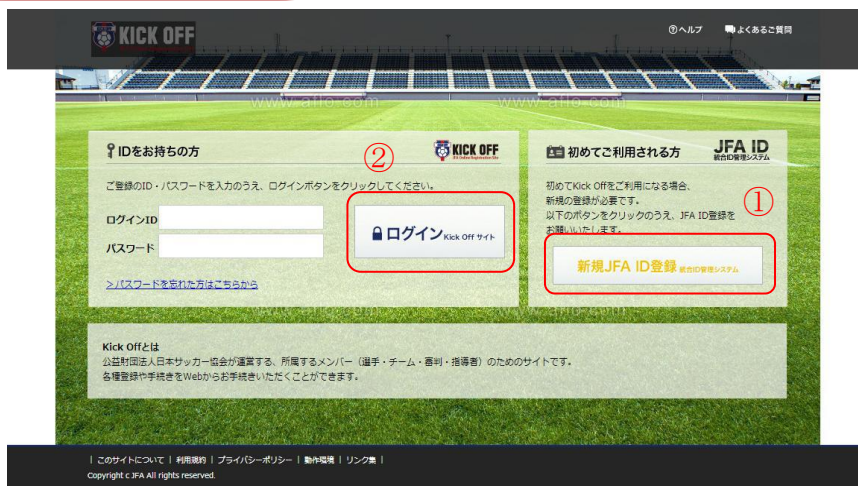 KICK OFF
ヘルプ
よくあるご質問
www.aflo.com
www.aflo.com
IDをお持ちの方
②
KICK OFF
ご登録のID・パスワードを入力のうえ、ログインボタンをクリックしてください。
ログインID
パスワード
ログイン Kick Off サイト
>パスワードを忘れた方はこちらから
初めてご利用される方
JFA ID
統合ID管理システム
初めてKick Offをご利用になる場合、
新規の登録が必要です。
以下のボタンをクリックのうえ、JFA ID登録を
お願いいたします。
①
新規JFA ID登録 統合ID管理システム
Kick Offとは
公益財団法人日本サッカー協会が運営する、所属するメンバー（選手・チーム・審判・指導者）のためのサイトです。
各種登録や手続きをWebからお手続きいただくことができます。
| このサイトについて | 利用規約 | プライバシーポリシー | 動作環境 | リンク集 |
Copyright c JFA All rights reserved.